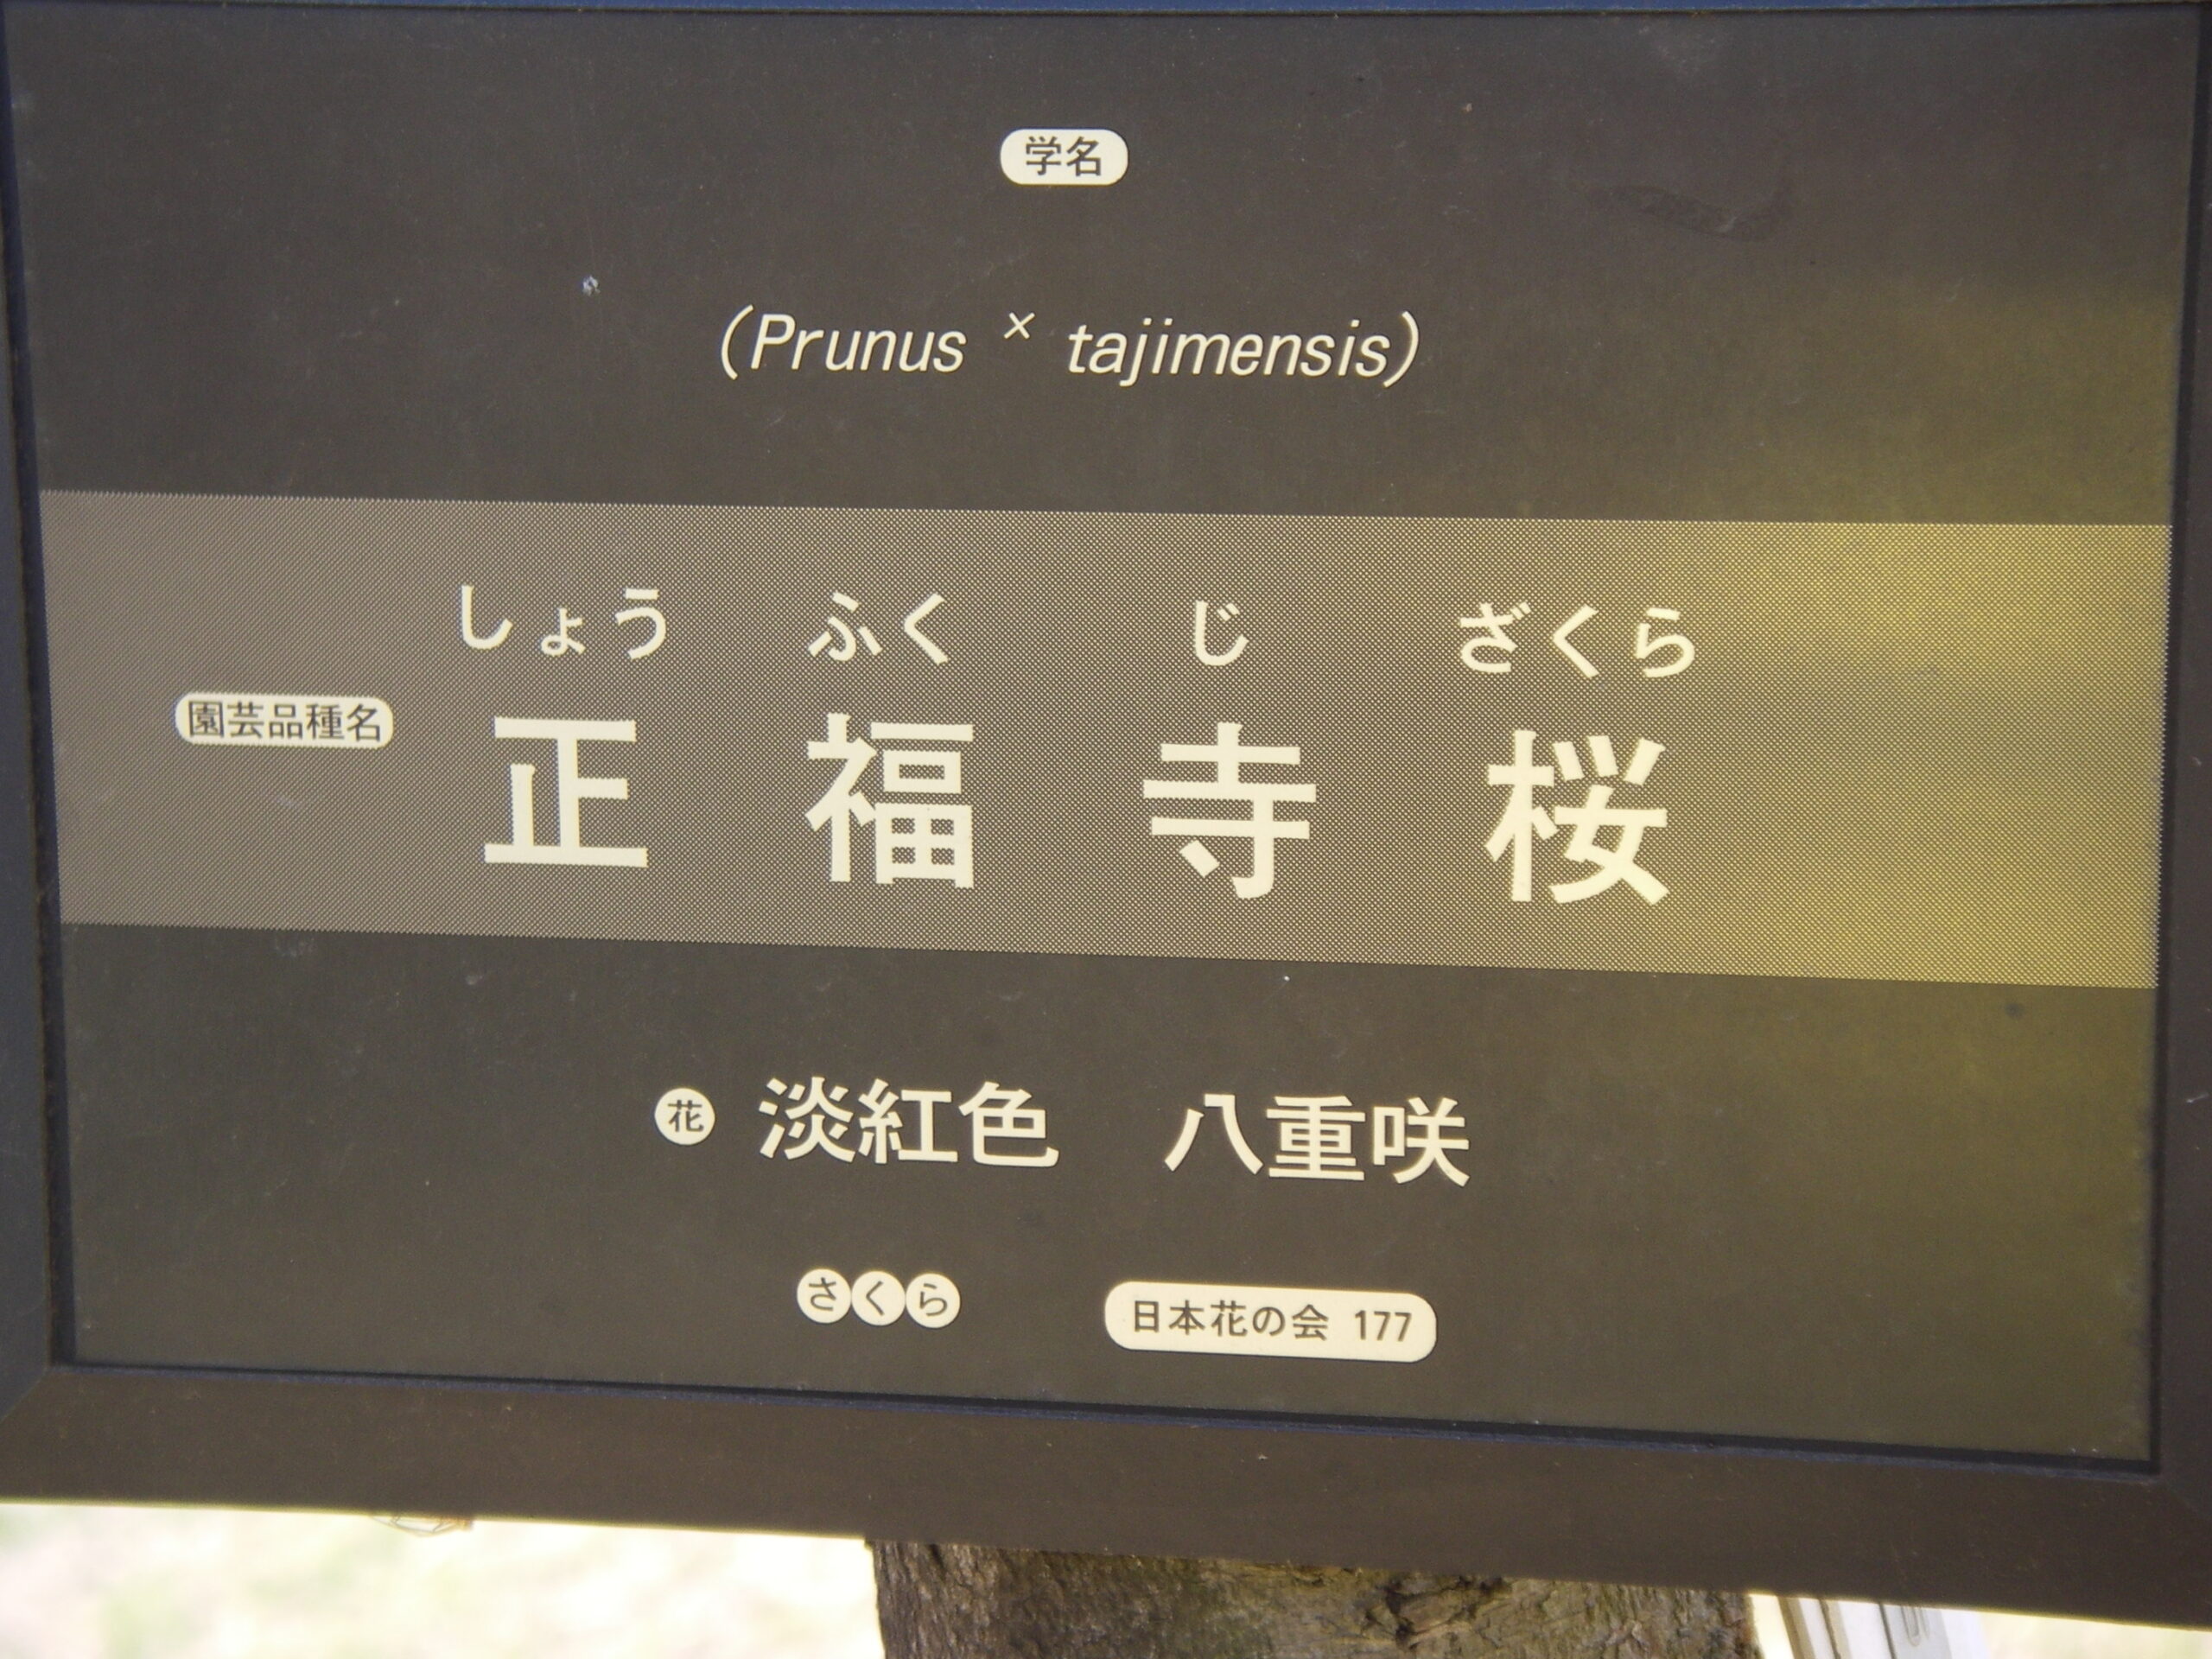 学名
(Prunus × tajimensis)
しょう ふく じ ざくら
園芸品種名 正福寺桜
花 淡紅色 八重咲
さくら 日本花の会 177